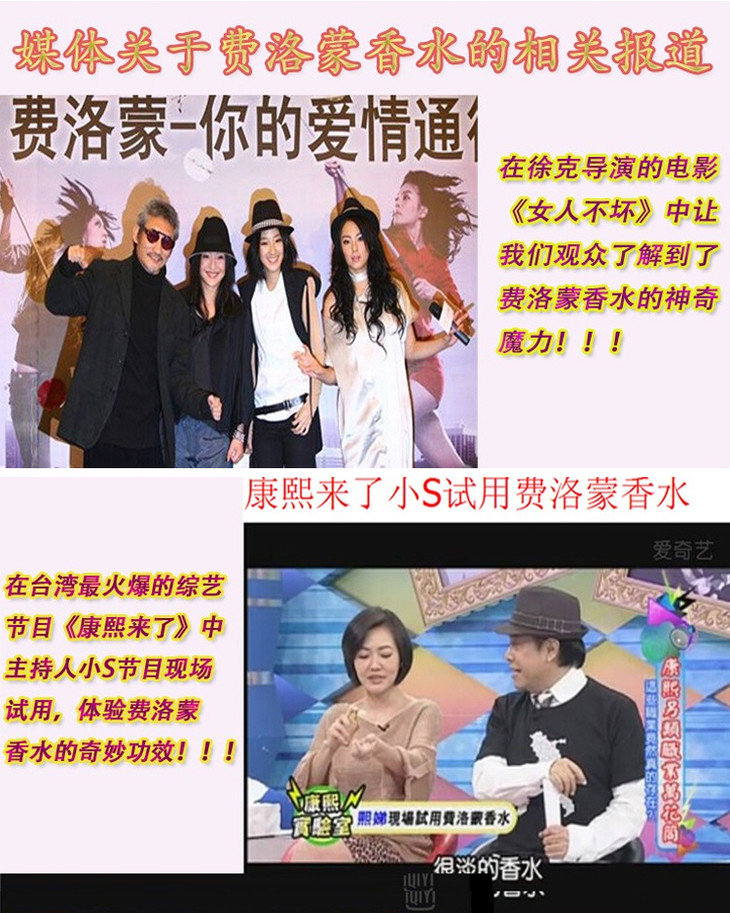 媒体关于费洛蒙香水的相关报道
费洛蒙-你的爱情通
在徐克导演的电影
《女人不坏》中让
我们观众了解到了
费洛蒙香水的神奇
魔力！！！
康熙来了小S试用费洛蒙香水
爱奇艺
在台湾最火爆的综艺
节目《康熙来了》中
主持人小S节目现场
试用，体验费洛蒙
香水的奇妙功效！！！
康熙另類職業萬花筒
這些職業竟然真的存在?
康熙
實驗室
熙娣現場試用費洛蒙香水
很淡的香水